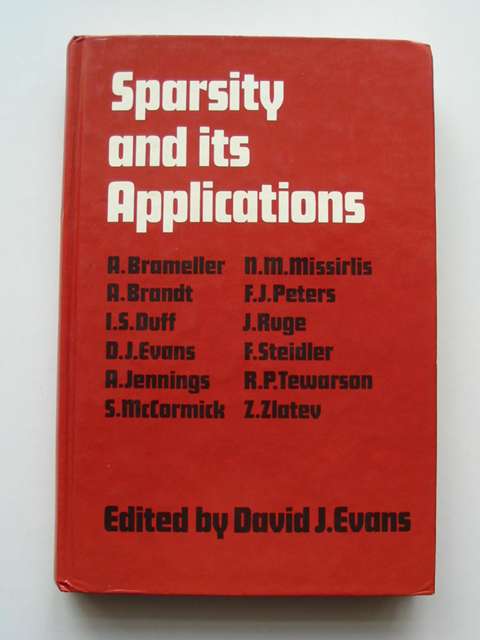 Sparsity
and its
Applications
A.Brameller N.M.Missirlis
A.Brandt F.J.Peters
I.S.Duff J.Ruge
D.J.Evans F.Steidler
A.Jennings R.P.Tewarson
S.McCormick Z.Zlatev
Edited by David J.Evans